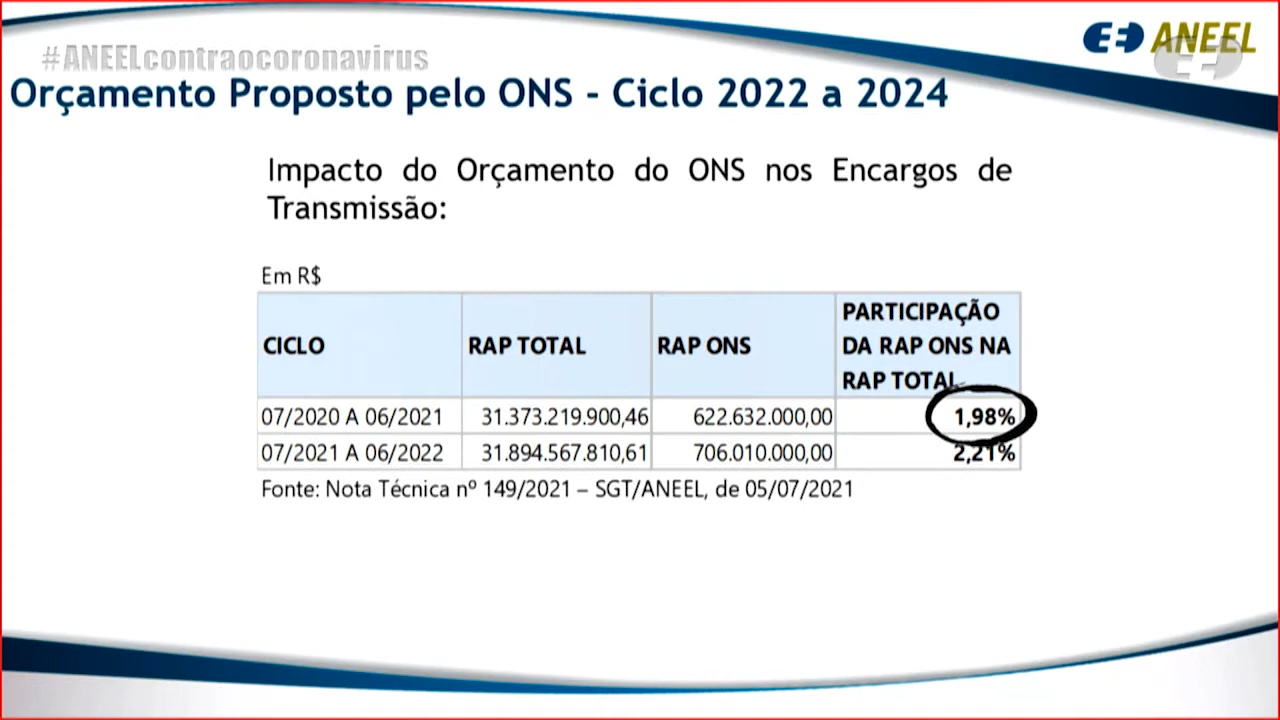 #ANEELcontraocoronavirus
ANEEL
Orçamento Proposto pelo ONS - Ciclo 2022 a 2024
Impacto do Orçamento do ONS nos Encargos de
Transmissão:
Em R$
CICLO RAP TOTAL RAP ONS PARTICIPAÇÃO DA RAP ONS NA RAP TOTAL
07/2020 A 06/2021 31.373.219.900,46 622.632.000,00 1,98%
07/2021 A 06/2022 31.894.567.810,61 706.010.000,00 2,21%
Fonte: Nota Técnica nº 149/2021 – SGT/ANEEL, de 05/07/2021